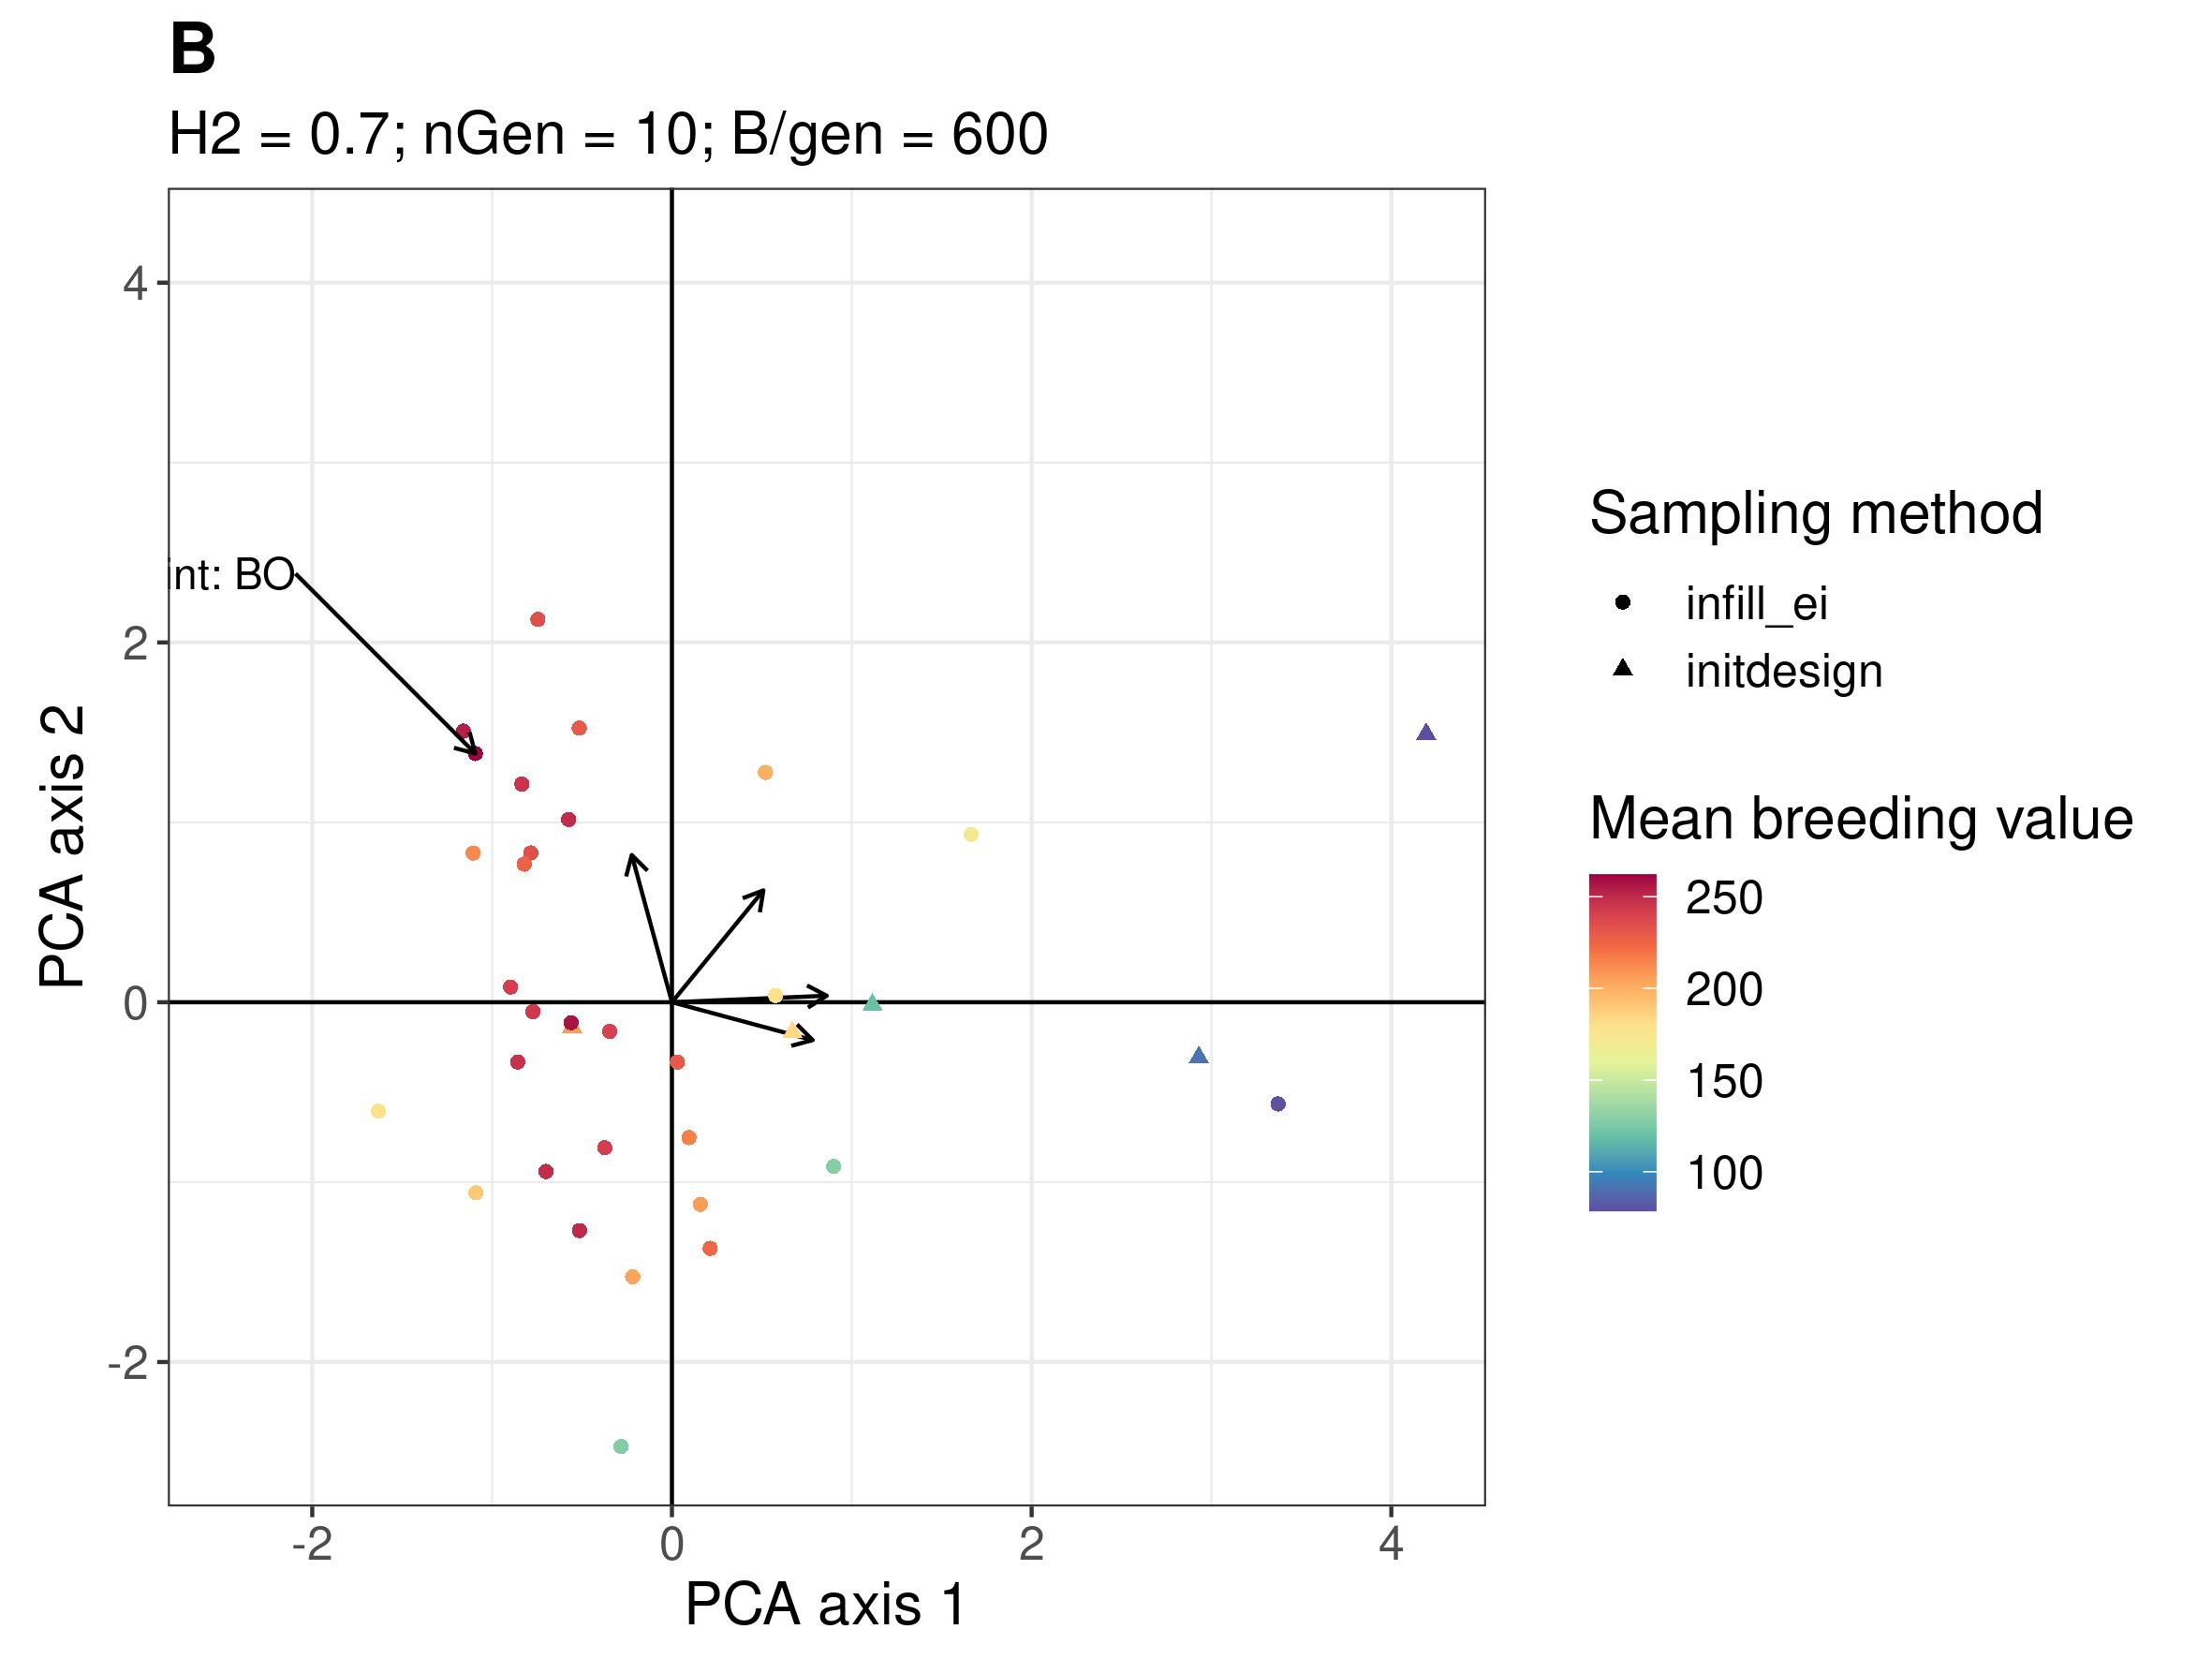 B
H2 = 0.7; nGen = 10; B/gen = 600
4
2
0
-2
PCA axis 2
int: BO
-2
0
2
4
PCA axis 1
Sampling method
infill_ei
initdesign
Mean breeding value
250
200
150
100